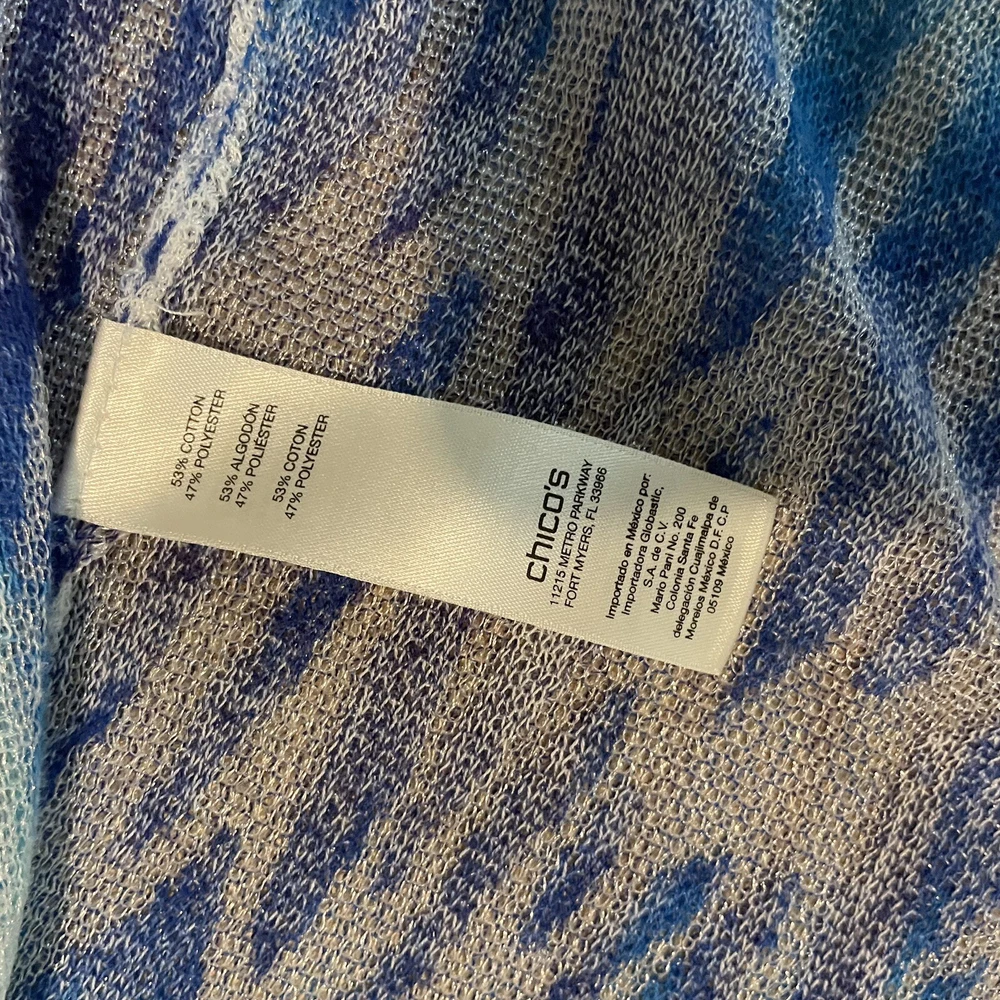 53% COTTON
47% POLYESTER
53% ALGODÓN
47% POLIÉSTER
53% COTON
47% POLYESTER
chico's
11215 METRO PARKWAY
FORT MYERS, FL 33966
Importado en México por:
Importadora Globastic,
S.A. de C.V.
Mario Pani No. 200
Colonia Santa Fe
delegación Cuajimalpa de
Morelos México D.F. C.P
05109 México